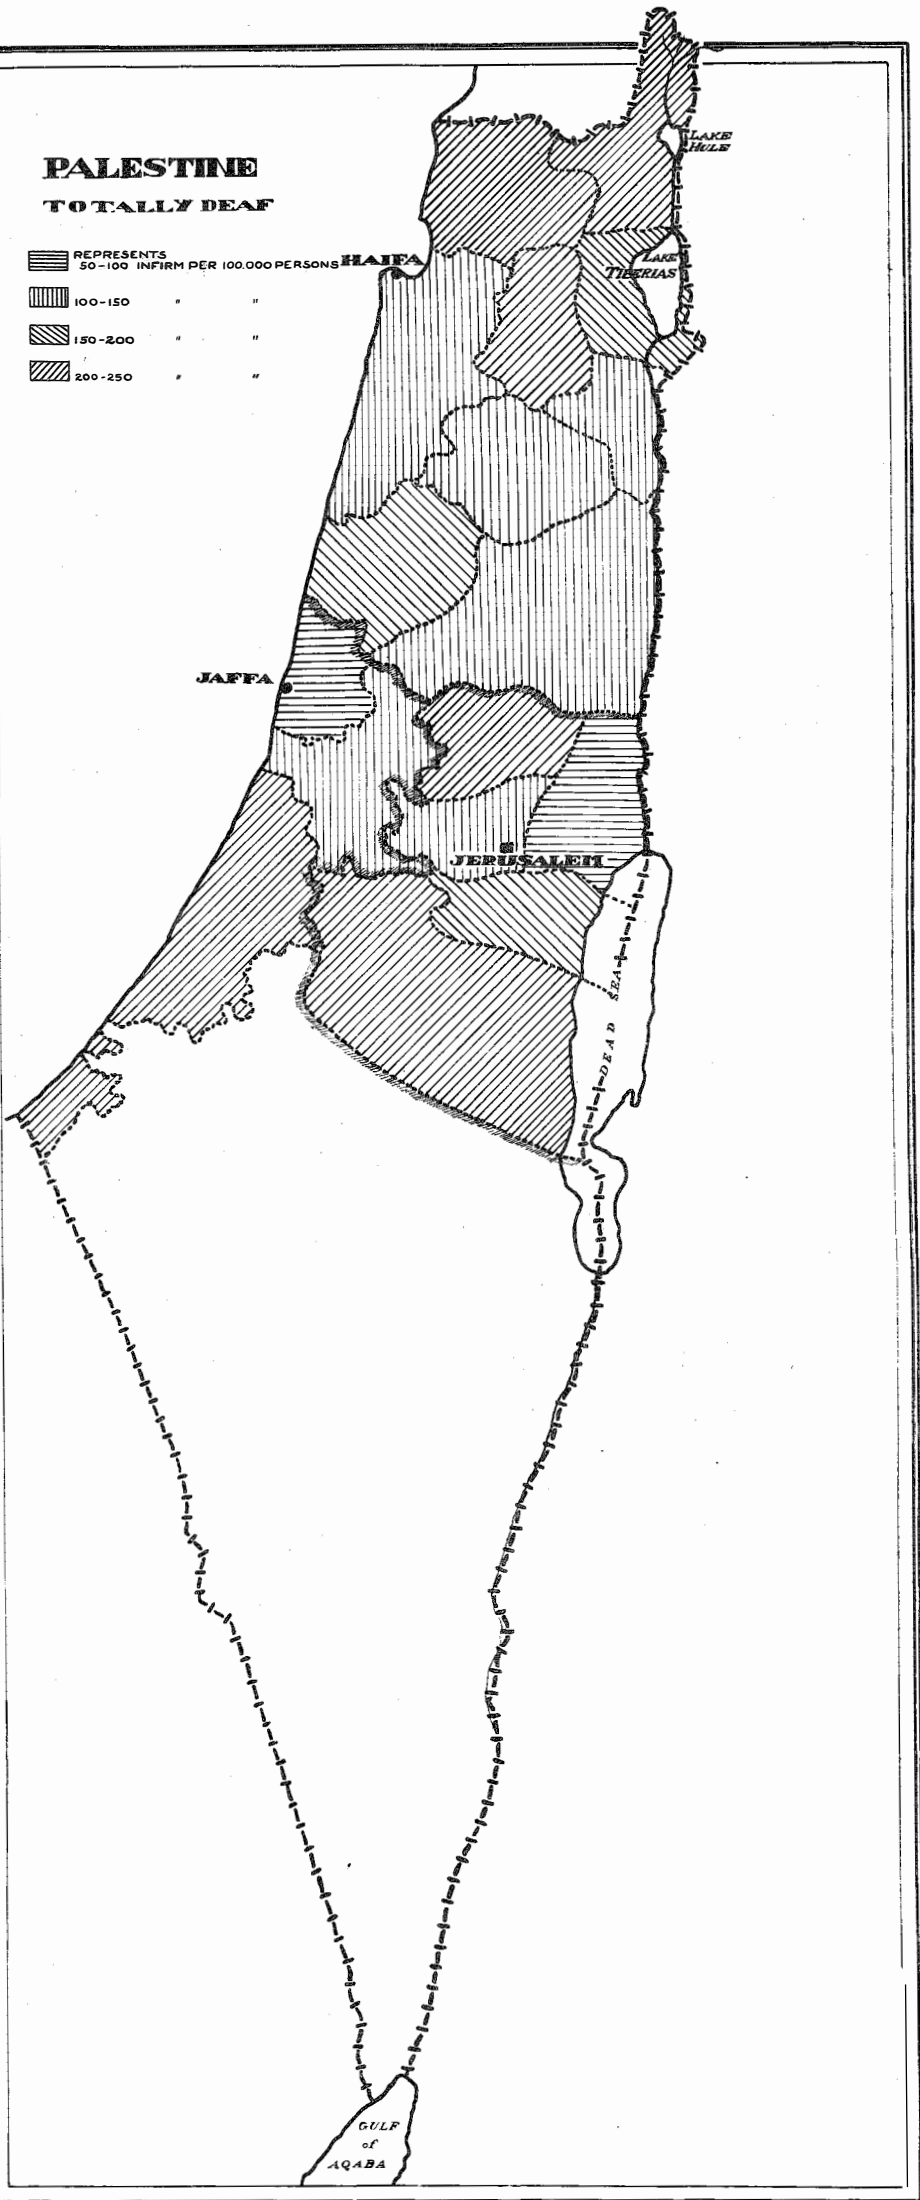 PALESTINE
TOTALLY DEAF
REPRESENTS
50-100 INFIRM PER 100.000 PERSONS
100-150 " "
150-200 " "
200-250 " "
LAKE
HULE
HAIFA
LAKE
TIBERIAS
JAFFA
JERUSALEM
DEAD SEA
GULF
of
AQABA